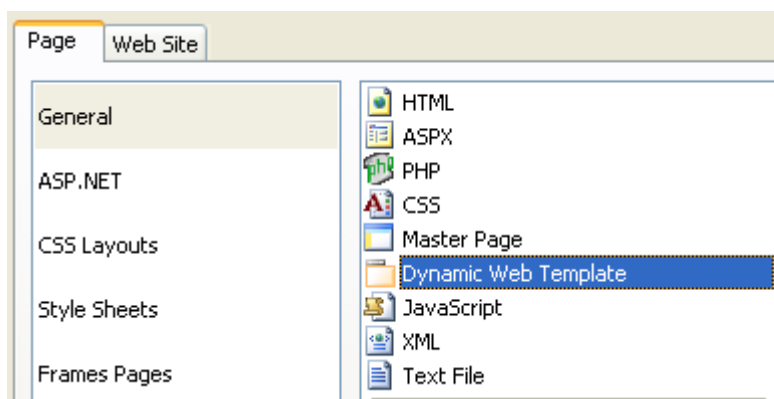 Page
Web Site
General
ASP.NET
CSS Layouts
Style Sheets
Frames Pages
HTML
ASPX
PHP
CSS
Master Page
Dynamic Web Template
JavaScript
XML
Text File